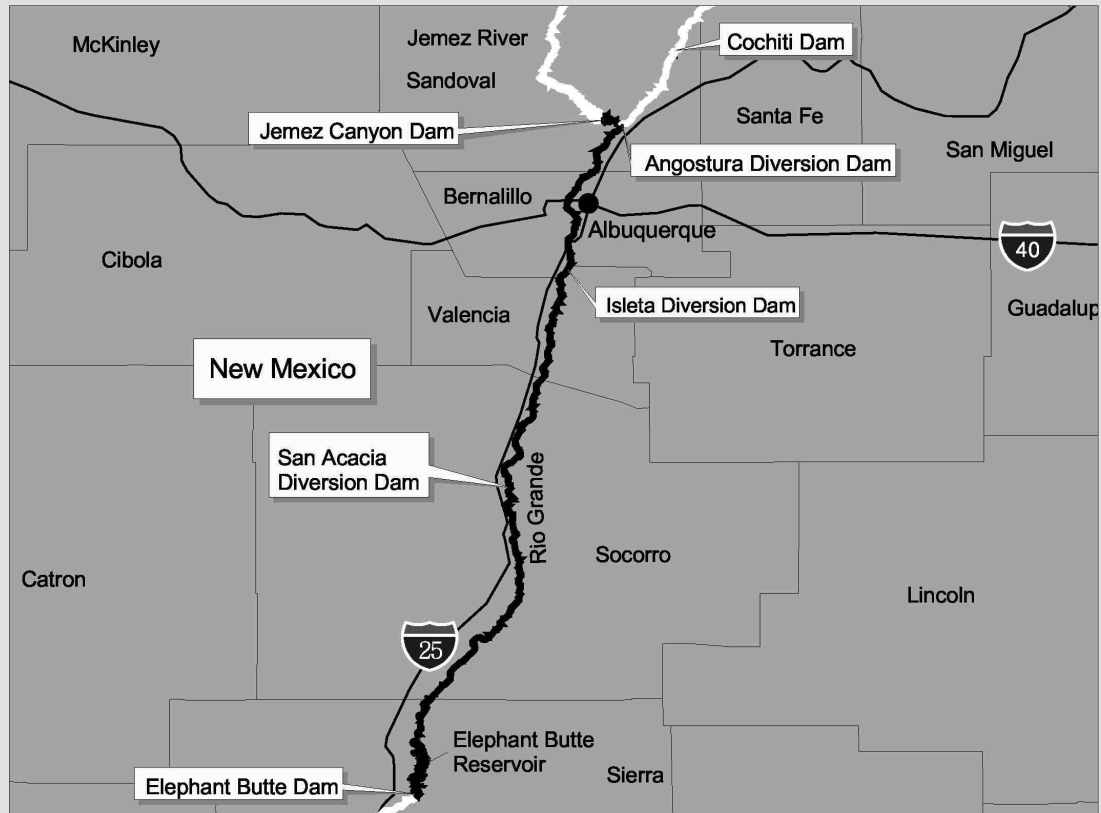 McKinley
Jemez River
Cochiti Dam
Sandoval
Jemez Canyon Dam
Santa Fe
Angostura Diversion Dam
San Miguel
Bernalillo
Albuquerque
40
Cibola
Isleta Diversion Dam
Valencia
Guadalup
Torrance
New Mexico
San Acacia
Diversion Dam
Rio Grande
Socorro
Catron
Lincoln
25
Elephant Butte
Reservoir
Sierra
Elephant Butte Dam